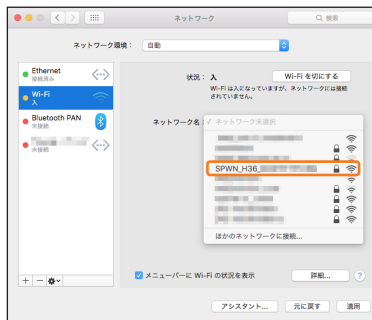 ネットワーク
検索
ネットワーク環境： 自動
Ethernet
接続済み
Wi-Fi
入
Bluetooth PAN
未接続
未接続
状況： 入
Wi-Fi を切にする
Wi-Fi は入になっていますが、ネットワークには接続
されていません。
ネットワーク名： ✓ ネットワーク未選択
SPWN_H36_
ほかのネットワークに接続...
メニューバーに Wi-Fi の状況を表示
詳細...
?
アシスタント...
元に戻す
適用